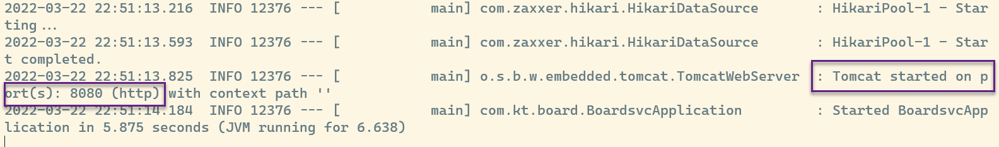 2022-03-22 22:51:13.216  INFO 12376 --- [           main] com.zaxxer.hikari.HikariDataSource       : HikariPool-1 - Star
ting...
2022-03-22 22:51:13.593  INFO 12376 --- [           main] com.zaxxer.hikari.HikariDataSource       : HikariPool-1 - Star
t completed.
2022-03-22 22:51:13.825  INFO 12376 --- [           main] o.s.b.w.embedded.tomcat.TomcatWebServer  : Tomcat started on p
ort(s): 8080 (http) with context path ''
2022-03-22 22:51:14.184  INFO 12376 --- [           main] com.kt.board.BoardsvcApplication         : Started BoardsvcApp
lication in 5.875 seconds (JVM running for 6.638)